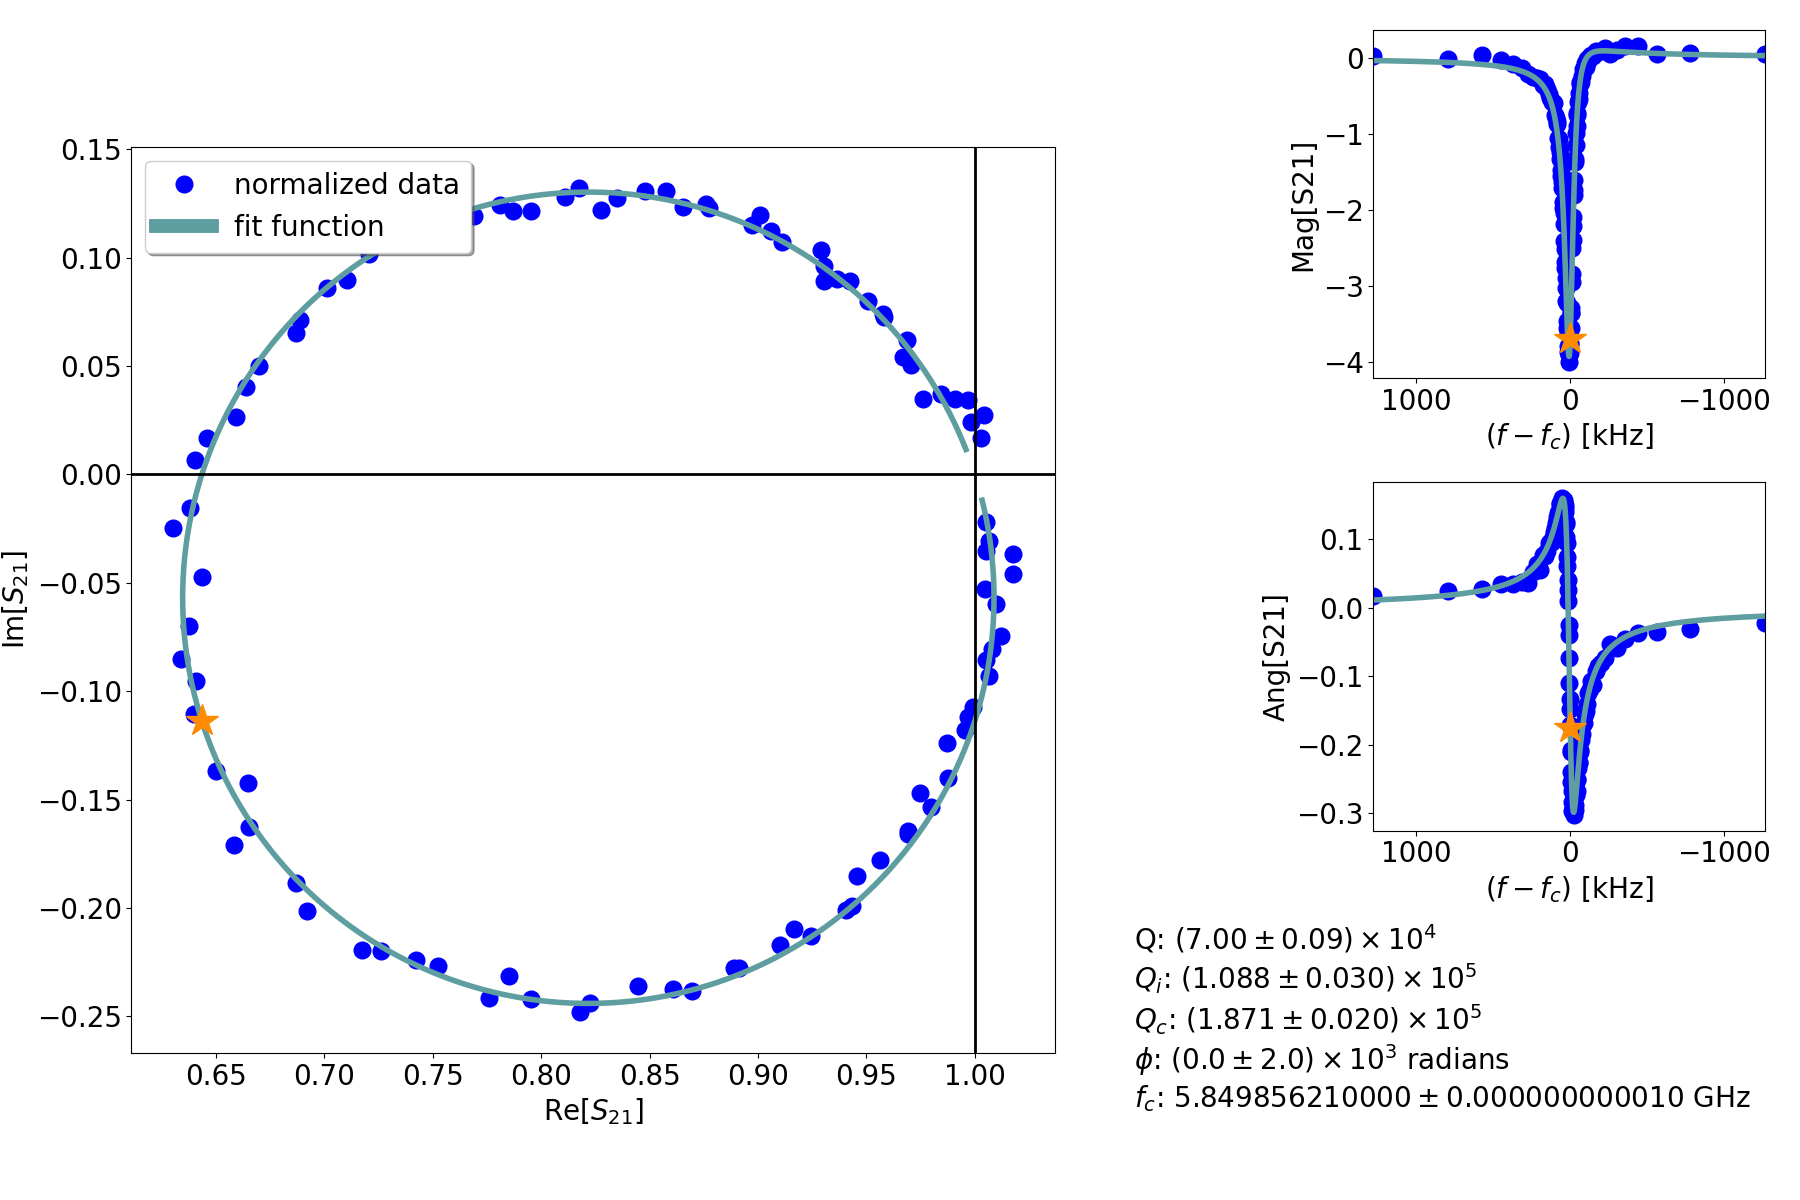 normalized data
fit function
0.15
0.10
0.05
0.00
−0.05
−0.10
−0.15
−0.20
−0.25
Im[S21]
0.65 0.70 0.75 0.80 0.85 0.90 0.95 1.00
Re[S21]
0
−1
−2
−3
−4
Mag[S21]
1000 0 −1000
(f − fc) [kHz]
0.1
0.0
−0.1
−0.2
−0.3
Ang[S21]
1000 0 −1000
(f − fc) [kHz]
Q: (7.00 ± 0.09) × 10^4
Qi: (1.088 ± 0.030) × 10^5
Qc: (1.871 ± 0.020) × 10^5
ϕ: (0.0 ± 2.0) × 10^3 radians
fc: 5.849856210000 ± 0.000000000010 GHz